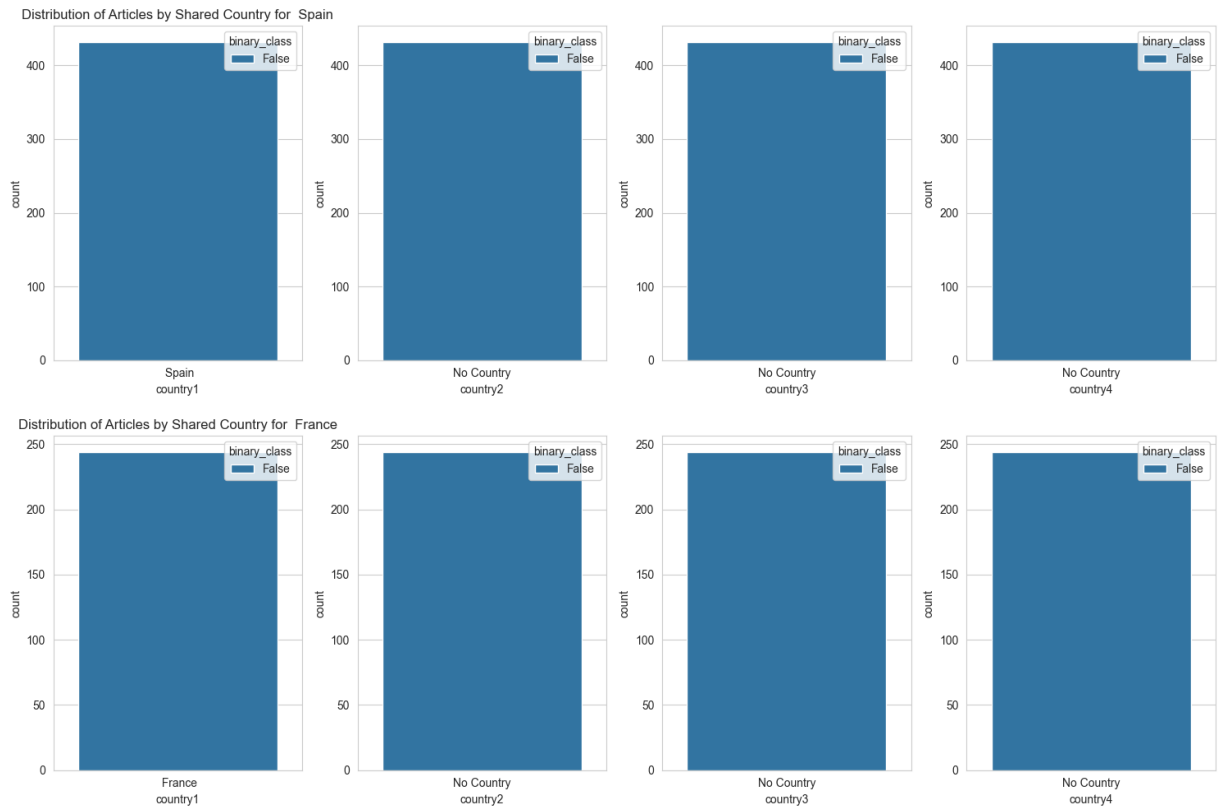 Distribution of Articles by Shared Country for  Spain
binary_class
False
400
300
200
100
0
count
Spain
country1
binary_class
False
400
300
200
100
0
count
No Country
country2
binary_class
False
400
300
200
100
0
count
No Country
country3
binary_class
False
400
300
200
100
0
count
No Country
country4
Distribution of Articles by Shared Country for  France
binary_class
False
250
200
150
100
50
0
count
France
country1
binary_class
False
250
200
150
100
50
0
count
No Country
country2
binary_class
False
250
200
150
100
50
0
count
No Country
country3
binary_class
False
250
200
150
100
50
0
count
No Country
country4